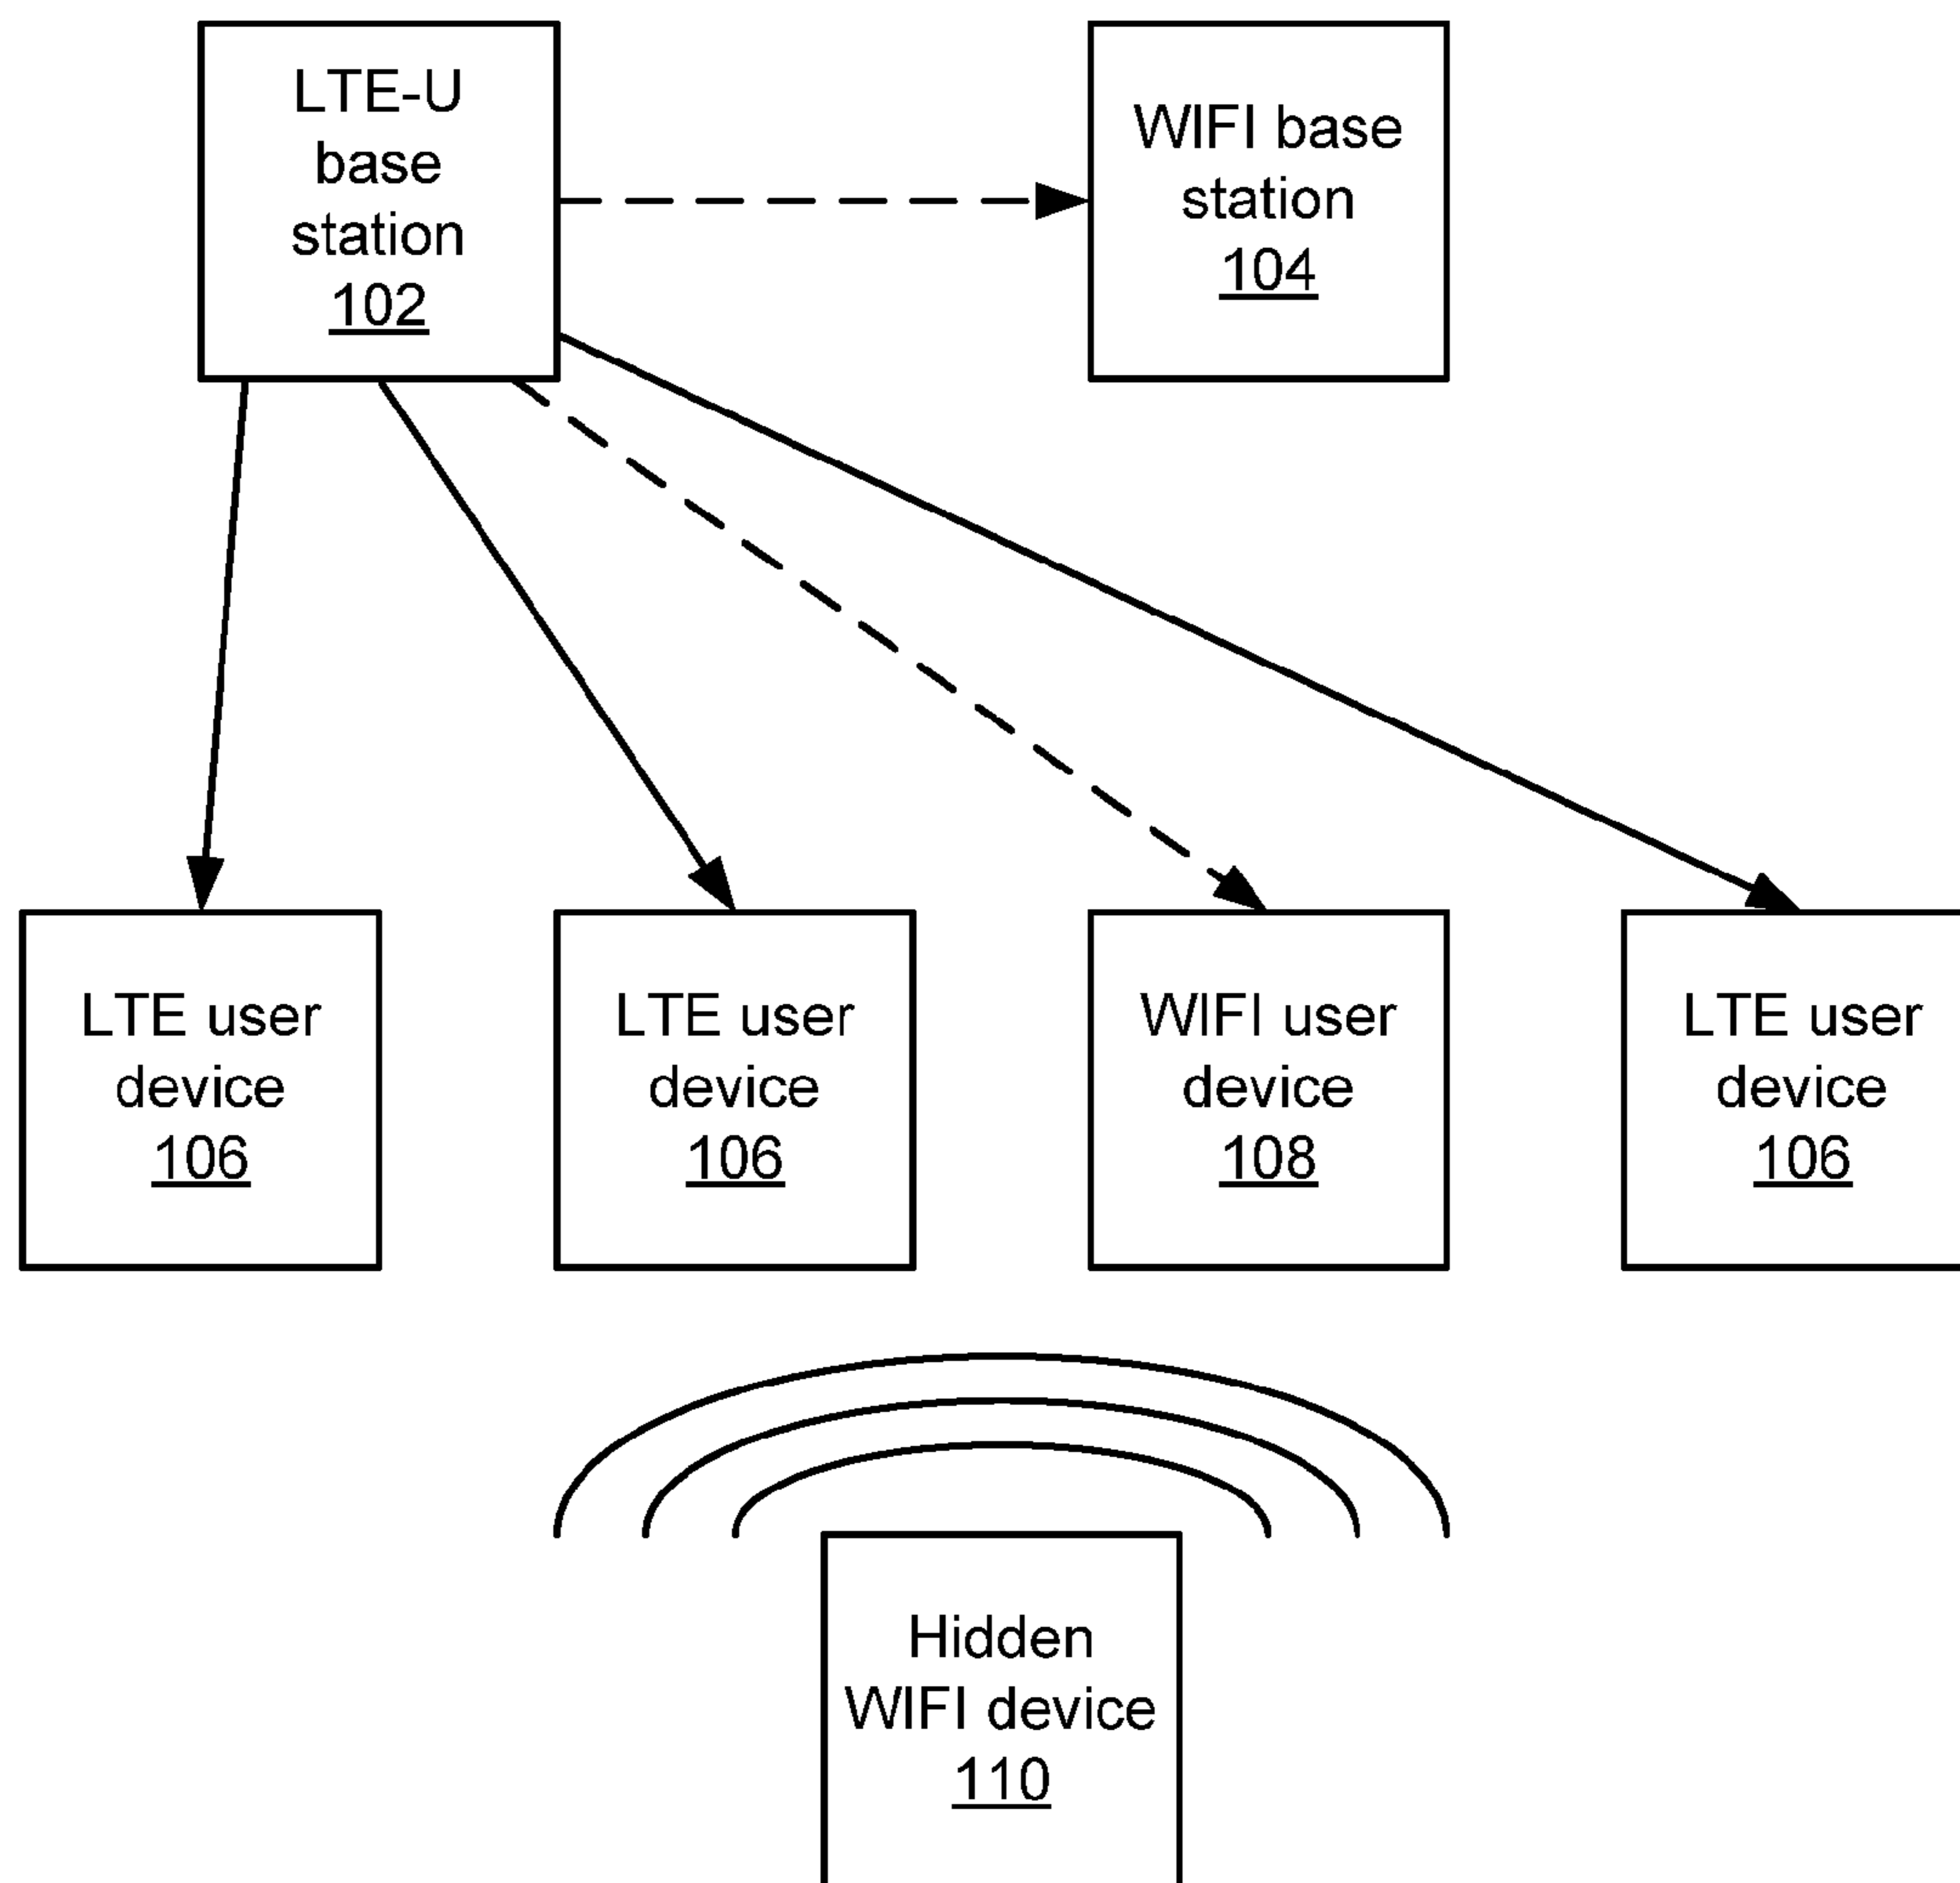 LTE-U
base
station
102
WIFI base
station
104
LTE user
device
106
LTE user
device
106
WIFI user
device
108
LTE user
device
106
Hidden
WIFI device
110